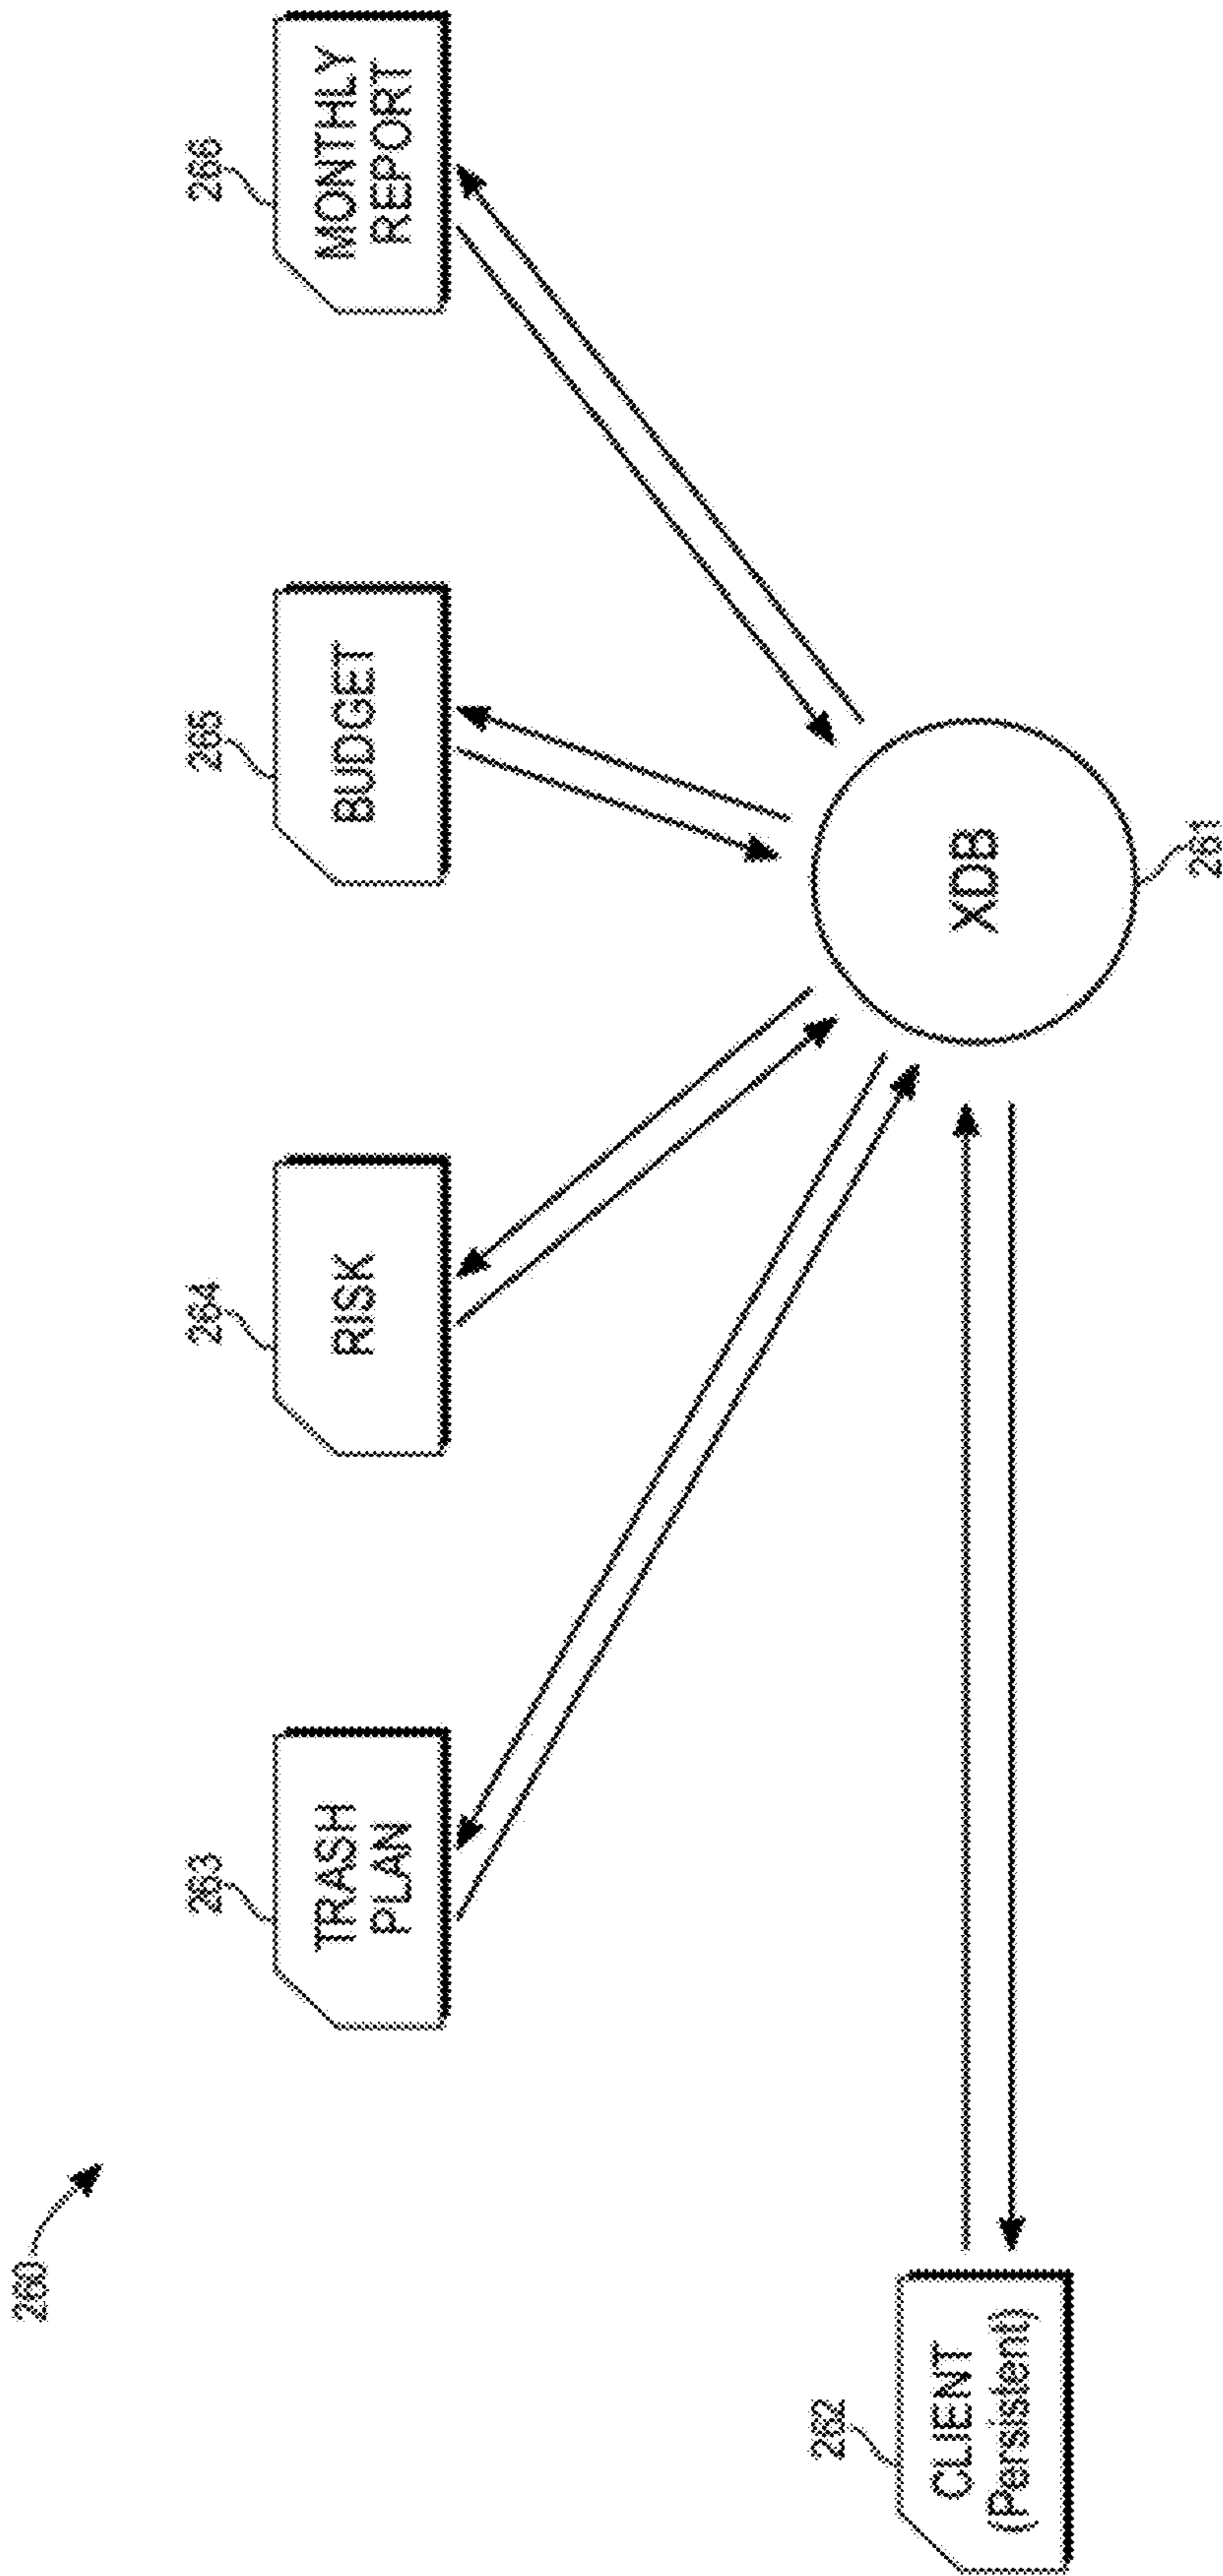 260
263
TRASH
PLAN
264
RISK
265
BUDGET
266
MONTHLY
REPORT
262
CLIENT
(Persistent)
XDB
261